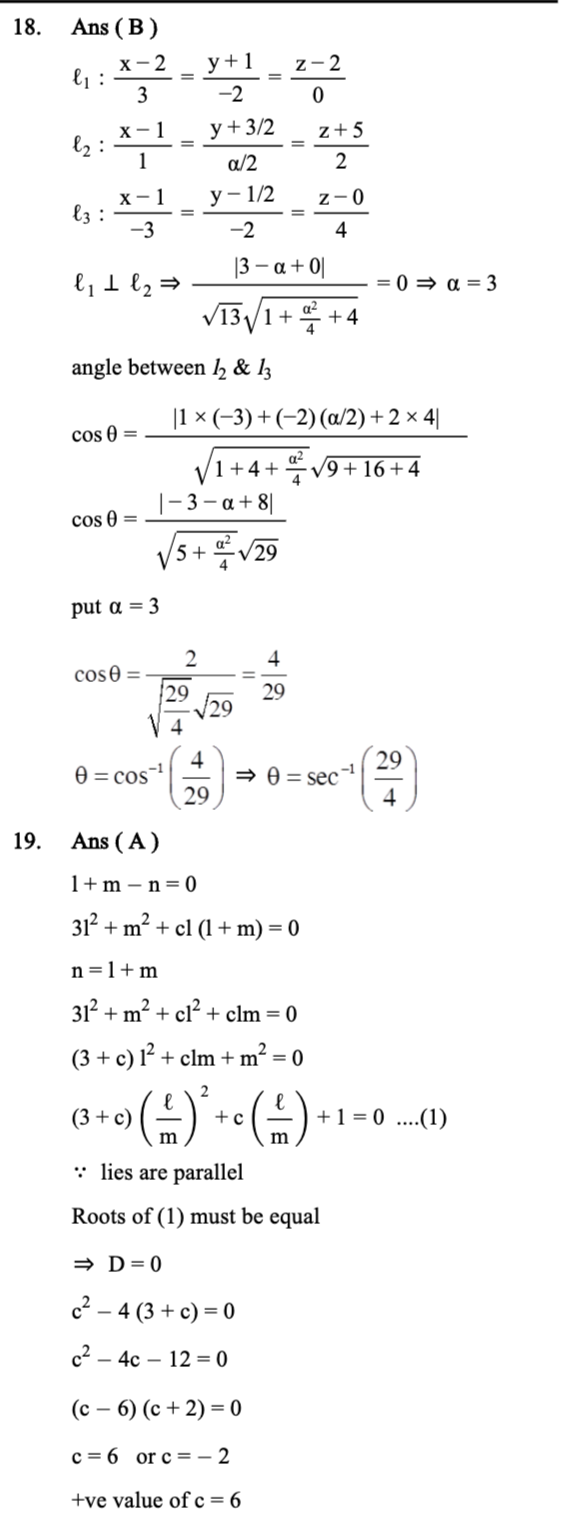 18. Ans ( B )
ℓ₁ : (x − 2)/3 = (y + 1)/−2 = (z − 2)/0
ℓ₂ : (x − 1)/1 = (y + 3/2)/(α/2) = (z + 5)/2
ℓ₃ : (x − 1)/−3 = (y − 1/2)/−2 = (z − 0)/4
ℓ₁ ⊥ ℓ₂ ⇒ |3 − α + 0| / (√13 √(1 + α²/4 + 4)) = 0 ⇒ α = 3
angle between l₂ & l₃
cos θ = |1 × (−3) + (−2) (α/2) + 2 × 4| / (√(1 + 4 + α²/4) √(9 + 16 + 4))
cos θ = |− 3 − α + 8| / (√(5 + α²/4) √29)
put α = 3
cosθ = 2 / (√(29/4) √29) = 4/29
θ = cos⁻¹(4/29) ⇒ θ = sec⁻¹(29/4)
19. Ans ( A )
l + m − n = 0
3l² + m² + cl (l + m) = 0
n = l + m
3l² + m² + cl² + clm = 0
(3 + c) l² + clm + m² = 0
(3 + c) (ℓ/m)² + c (ℓ/m) + 1 = 0 ....(1)
∵ lies are parallel
Roots of (1) must be equal
⇒ D = 0
c² − 4 (3 + c) = 0
c² − 4c − 12 = 0
(c − 6) (c + 2) = 0
c = 6 or c = − 2
+ve value of c = 6